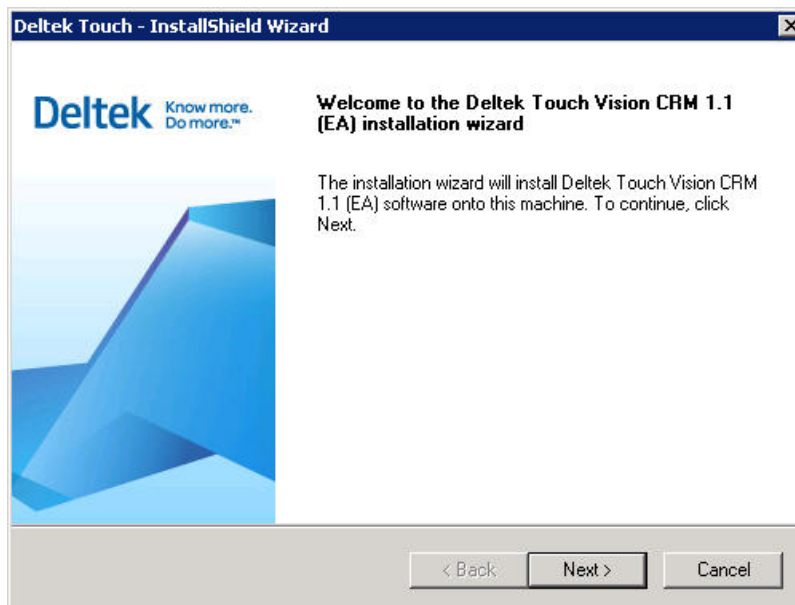 Deltek Touch - InstallShield Wizard
Deltek Know more.
Do more.™
Welcome to the Deltek Touch Vision CRM 1.1
(EA) installation wizard
The installation wizard will install Deltek Touch Vision CRM
1.1 (EA) software onto this machine. To continue, click
Next.
< Back Next > Cancel